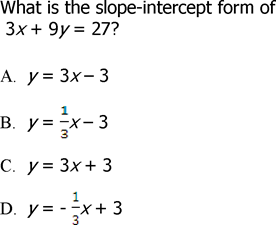 What is the slope-intercept form of
3x + 9y = 27?
A. y = 3x – 3
B. y = 1/3x – 3
C. y = 3x + 3
D. y = - 1/3x + 3